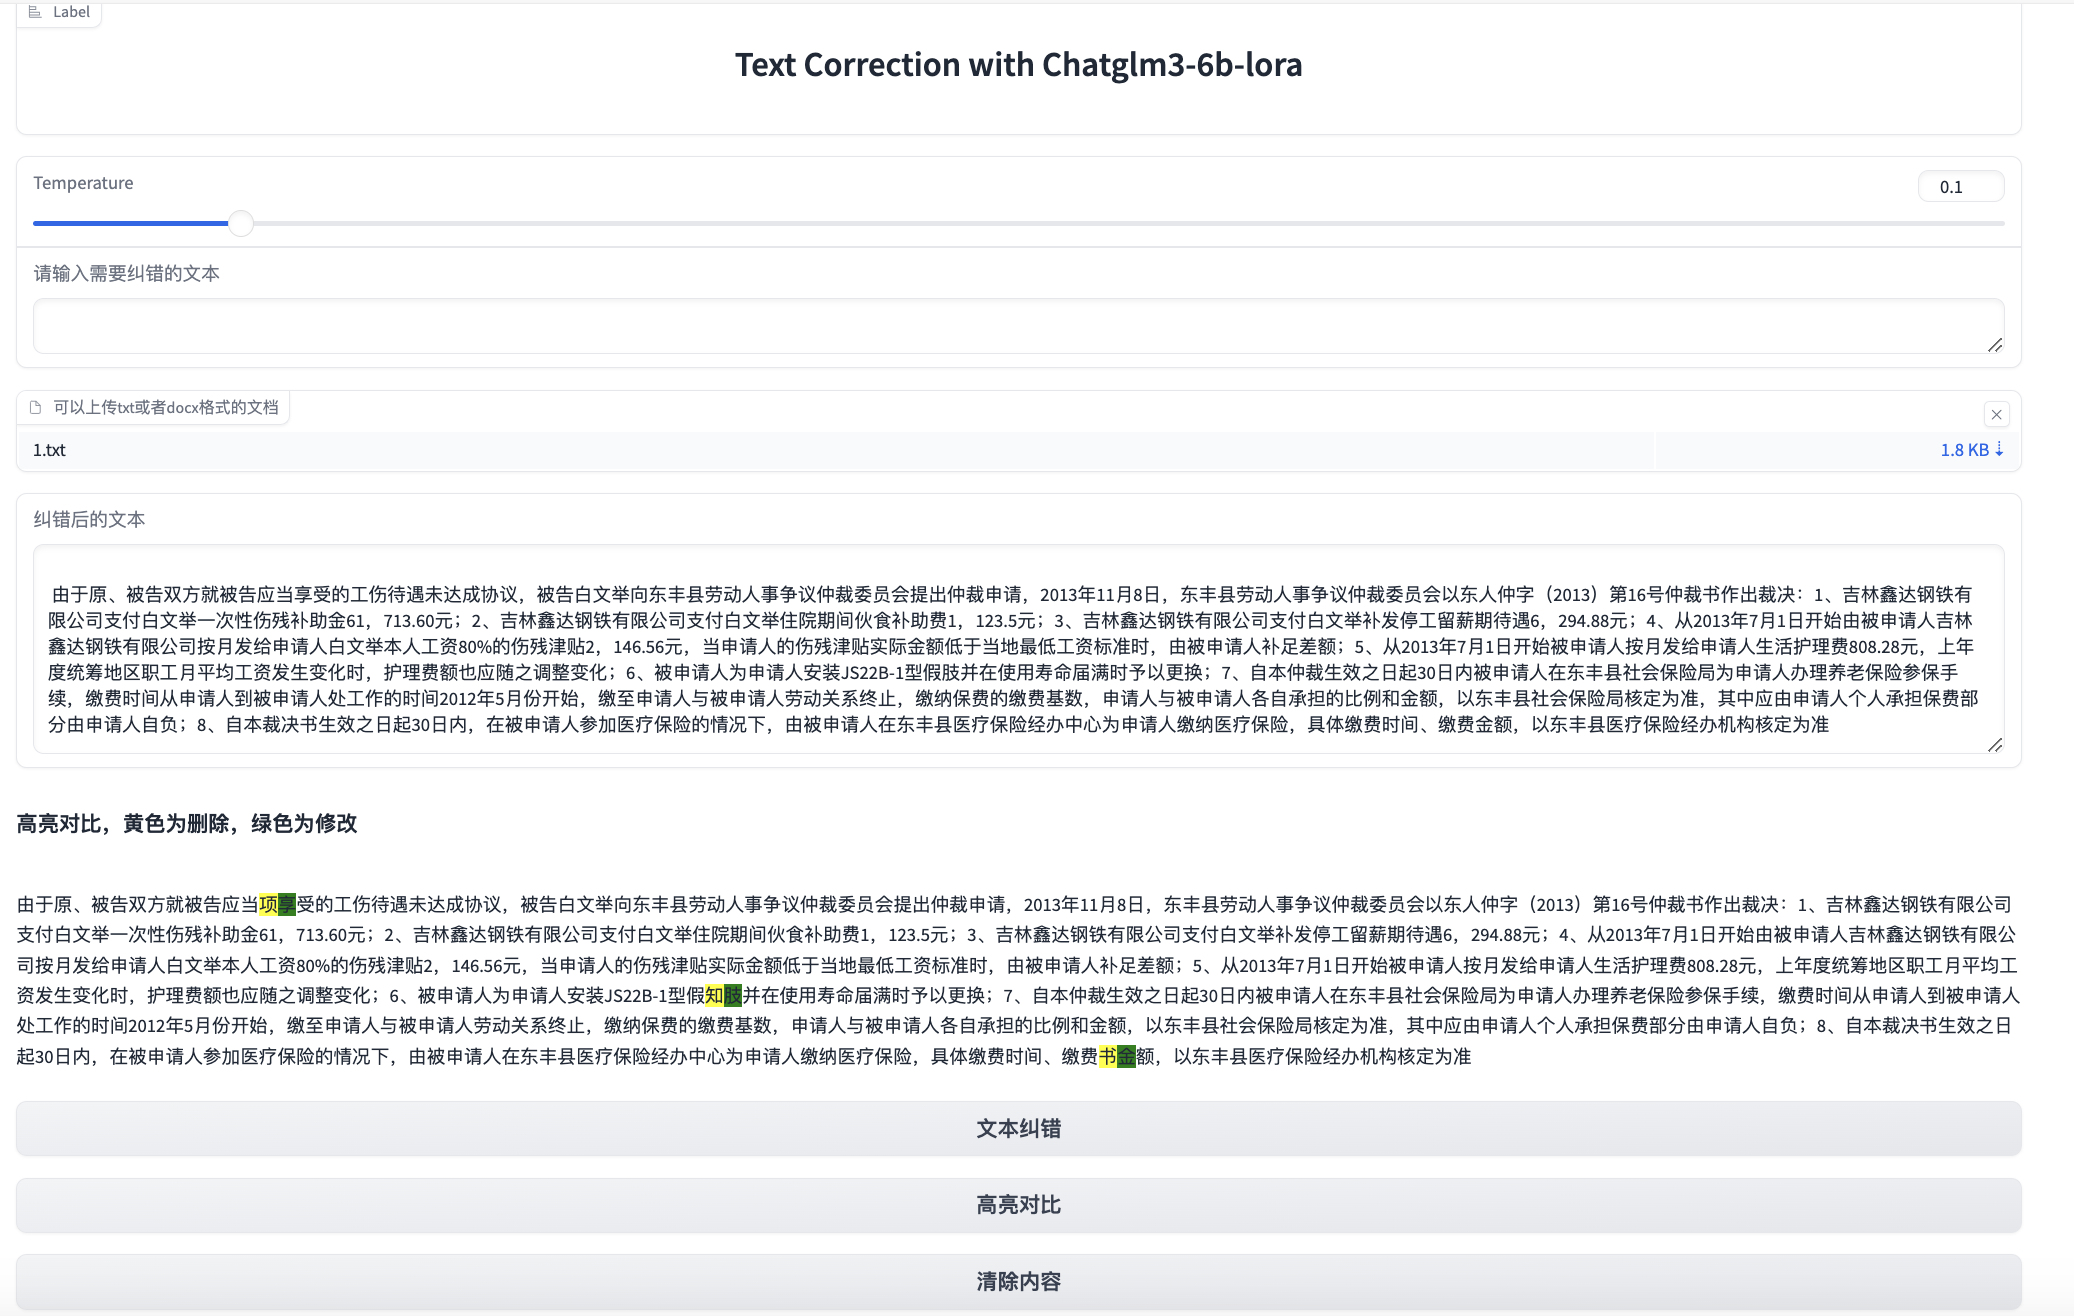 Label
Text Correction with Chatglm3-6b-lora
Temperature
0.1
请输入需要纠错的文本
可以上传txt或者docx格式的文档
1.txt
1.8 KB ⇣
纠错后的文本
由于原、被告双方就被告应当享受的工伤待遇未达成协议，被告白文举向东丰县劳动人事争议仲裁委员会提出仲裁申请，2013年11月8日，东丰县劳动人事争议仲裁委员会以东人仲字（2013）第16号仲裁书作出裁决：1、吉林鑫达钢铁有
限公司支付白文举一次性伤残补助金61，713.60元；2、吉林鑫达钢铁有限公司支付白文举住院期间伙食补助费1，123.5元；3、吉林鑫达钢铁有限公司支付白文举补发停工留薪期待遇6，294.88元；4、从2013年7月1日开始由被申请人吉林
鑫达钢铁有限公司按月发给申请人白文举本人工资80%的伤残津贴2，146.56元，当申请人的伤残津贴实际金额低于当地最低工资标准时，由被申请人补足差额；5、从2013年7月1日开始被申请人按月发给申请人生活护理费808.28元，上年
度统筹地区职工月平均工资发生变化时，护理费额也应随之调整变化；6、被申请人为申请人安装JS22B-1型假肢并在使用寿命届满时予以更换；7、自本仲裁生效之日起30日内被申请人在东丰县社会保险局为申请人办理养老保险参保手
续，缴费时间从申请人到被申请人处工作的时间2012年5月份开始，缴至申请人与被申请人劳动关系终止，缴纳保费的缴费基数，申请人与被申请人各自承担的比例和金额，以东丰县社会保险局核定为准，其中应由申请人个人承担保费部
分由申请人自负；8、自本裁决书生效之日起30日内，在被申请人参加医疗保险的情况下，由被申请人在东丰县医疗保险经办中心为申请人缴纳医疗保险，具体缴费时间、缴费金额，以东丰县医疗保险经办机构核定为准
高亮对比，黄色为删除，绿色为修改
由于原、被告双方就被告应当项享受的工伤待遇未达成协议，被告白文举向东丰县劳动人事争议仲裁委员会提出仲裁申请，2013年11月8日，东丰县劳动人事争议仲裁委员会以东人仲字（2013）第16号仲裁书作出裁决：1、吉林鑫达钢铁有限公司
支付白文举一次性伤残补助金61，713.60元；2、吉林鑫达钢铁有限公司支付白文举住院期间伙食补助费1，123.5元；3、吉林鑫达钢铁有限公司支付白文举补发停工留薪期待遇6，294.88元；4、从2013年7月1日开始由被申请人吉林鑫达钢铁有限公
司按月发给申请人白文举本人工资80%的伤残津贴2，146.56元，当申请人的伤残津贴实际金额低于当地最低工资标准时，由被申请人补足差额；5、从2013年7月1日开始被申请人按月发给申请人生活护理费808.28元，上年度统筹地区职工月平均工
资发生变化时，护理费额也应随之调整变化；6、被申请人为申请人安装JS22B-1型假知肢并在使用寿命届满时予以更换；7、自本仲裁生效之日起30日内被申请人在东丰县社会保险局为申请人办理养老保险参保手续，缴费时间从申请人到被申请人
处工作的时间2012年5月份开始，缴至申请人与被申请人劳动关系终止，缴纳保费的缴费基数，申请人与被申请人各自承担的比例和金额，以东丰县社会保险局核定为准，其中应由申请人个人承担保费部分由申请人自负；8、自本裁决书生效之日
起30日内，在被申请人参加医疗保险的情况下，由被申请人在东丰县医疗保险经办中心为申请人缴纳医疗保险，具体缴费时间、缴费书金额，以东丰县医疗保险经办机构核定为准
文本纠错
高亮对比
清除内容